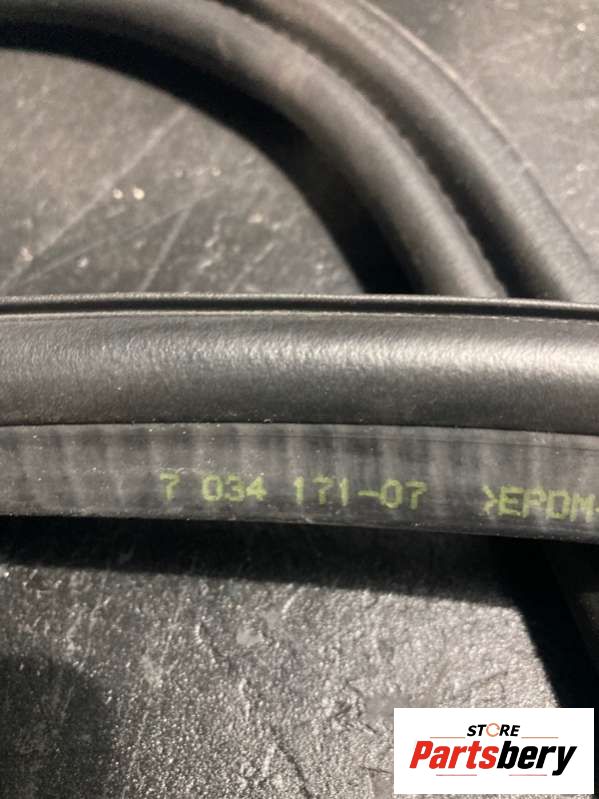 7 034 171-07 >EPDM
STORE
Partsbery